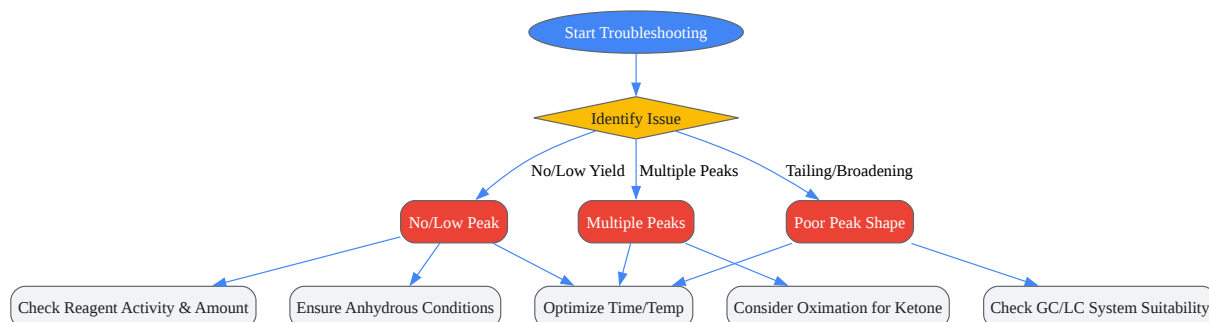 Start Troubleshooting
Identify Issue
No/Low Yield
Multiple Peaks
Tailing/Broadening
No/Low Peak
Multiple Peaks
Poor Peak Shape
Check Reagent Activity & Amount
Ensure Anhydrous Conditions
Optimize Time/Temp
Consider Oximation for Ketone
Check GC/LC System Suitability